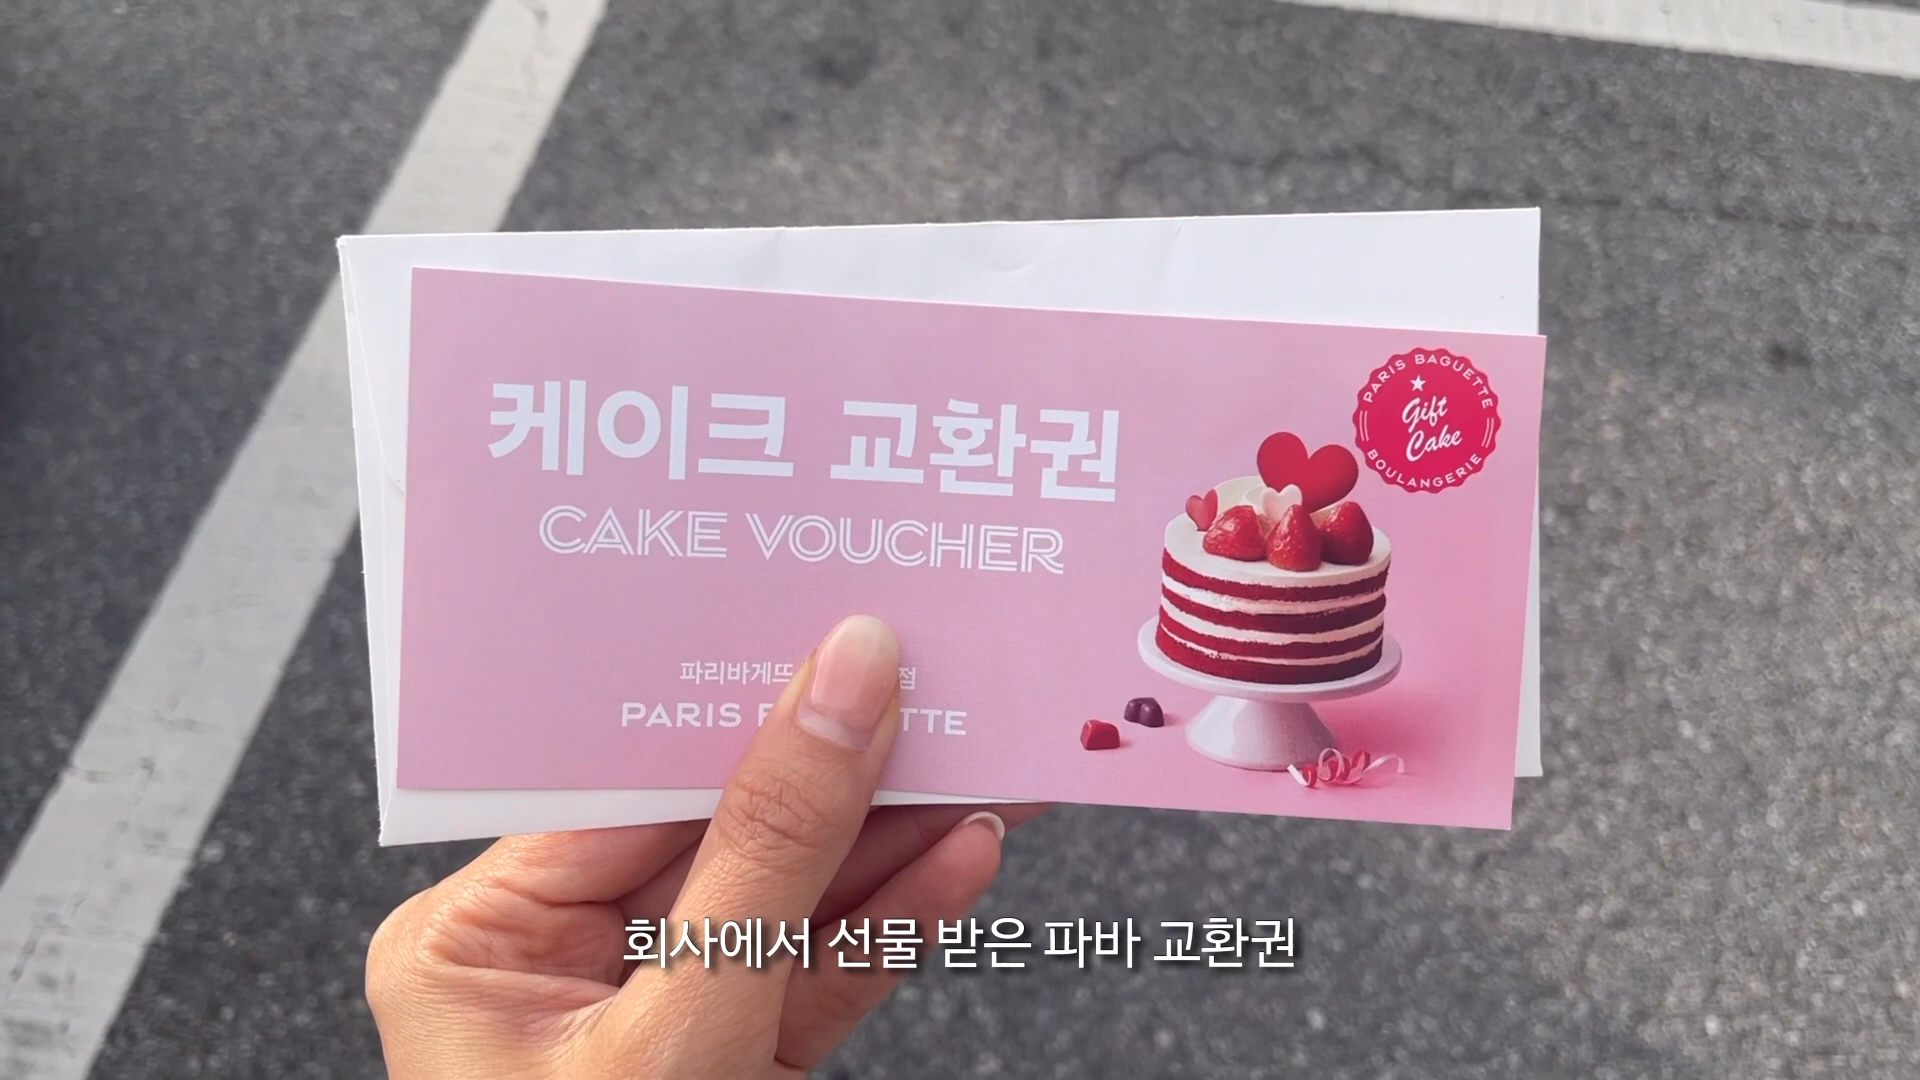 케이크 교환권
CAKE VOUCHER
PARIS BAGUETTE
Gift
Cake
BOULANGERIE
파리바게뜨 점
PARIS
회사에서 선물 받은 파바 교환권